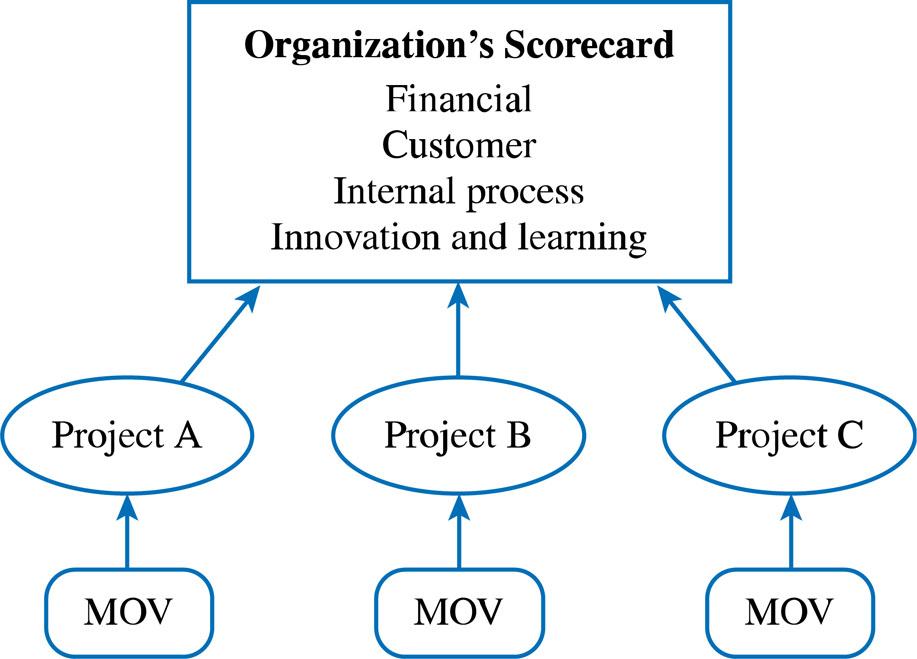 Organization’s Scorecard
Financial
Customer
Internal process
Innovation and learning
Project A
Project B
Project C
MOV
MOV
MOV